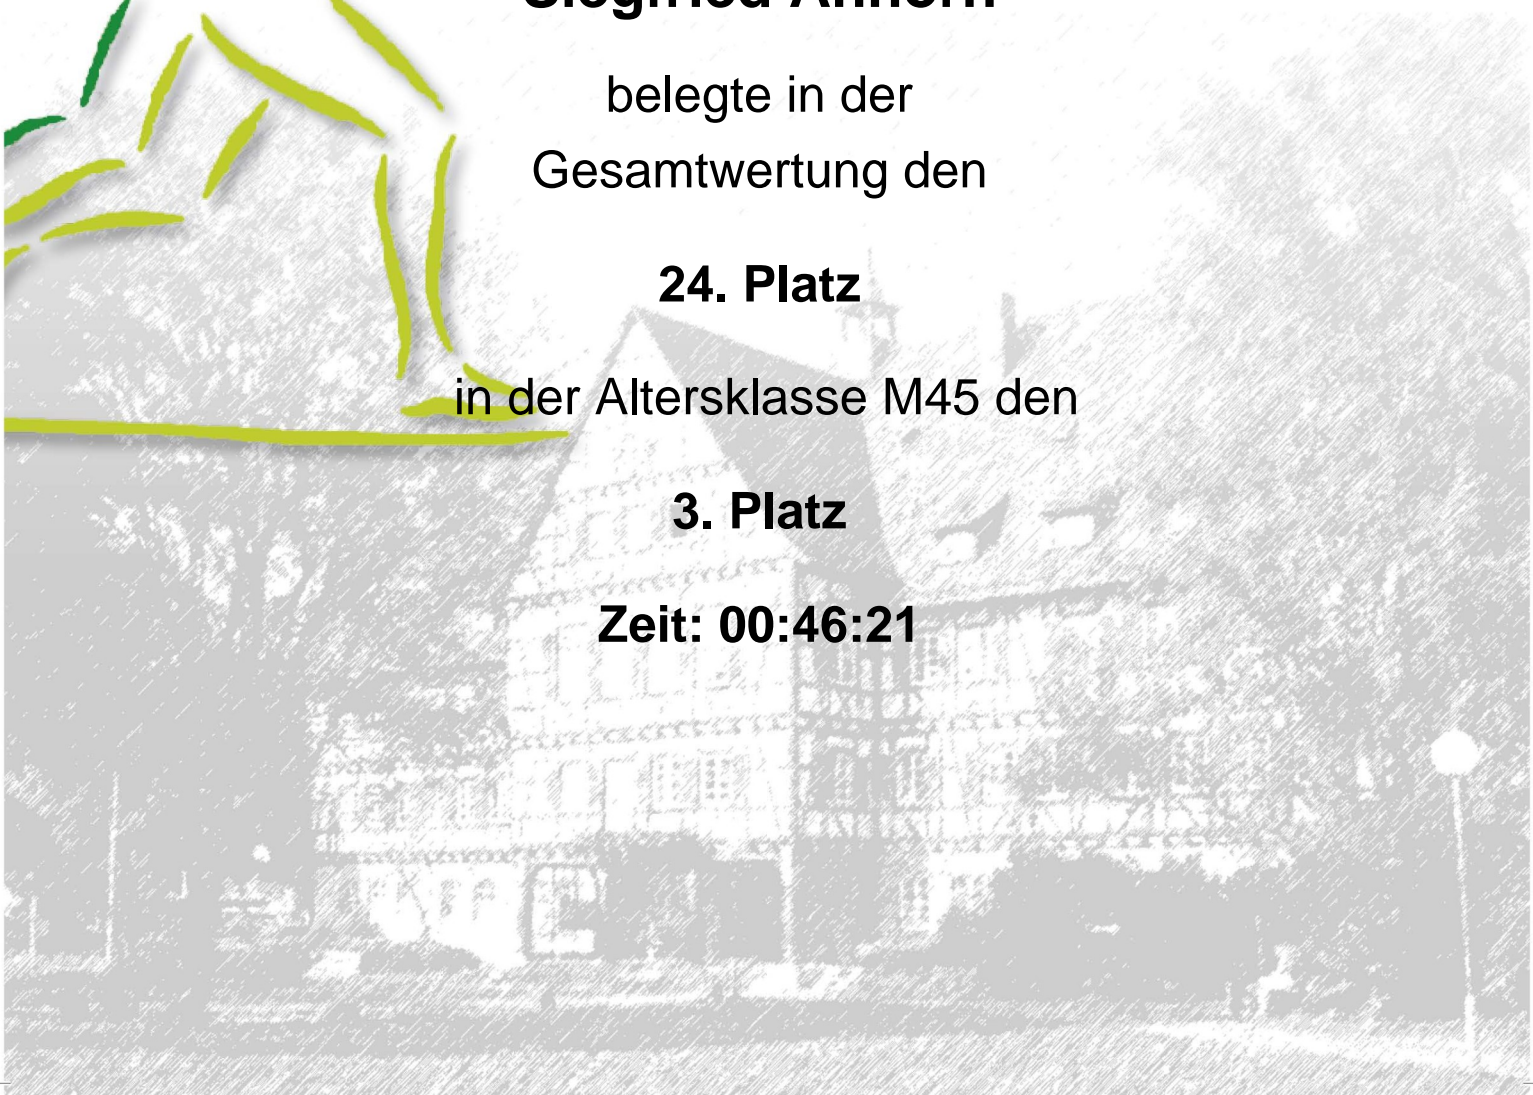 belegte in der
Gesamtwertung den
24. Platz
in der Altersklasse M45 den
3. Platz
Zeit: 00:46:21